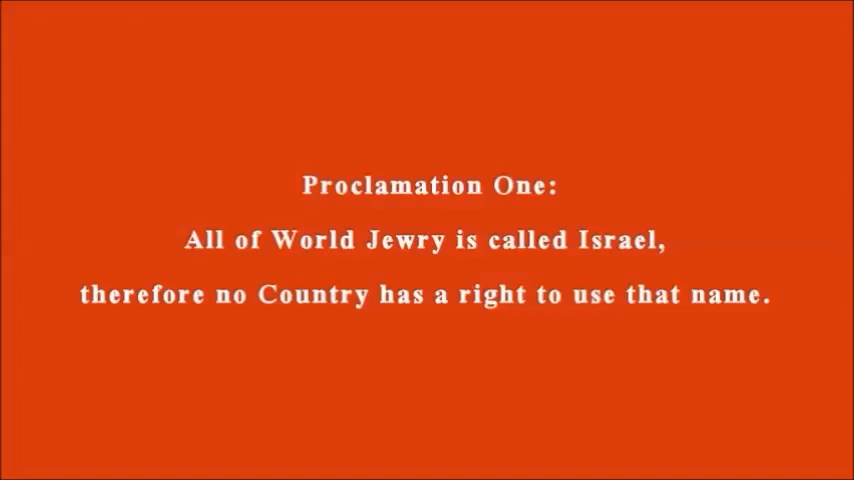 Proclamation One:
All of World Jewry is called Israel,
therefore no Country has a right to use that name.